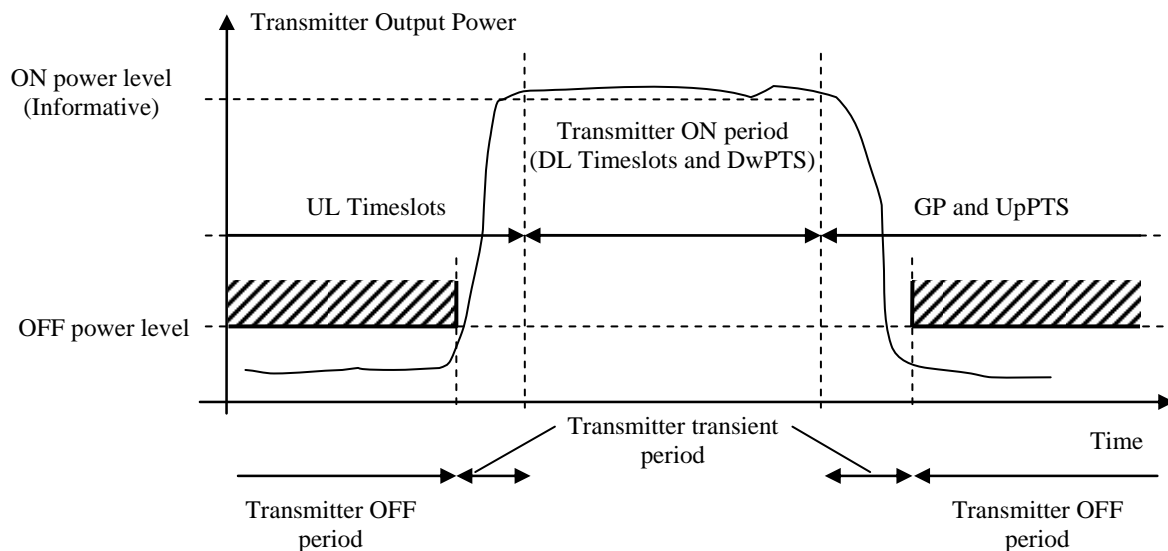 Transmitter Output Power
ON power level
(Informative)
Transmitter ON period
(DL Timeslots and DwPTS)
UL Timeslots
GP and UpPTS
OFF power level
Transmitter transient
period
Time
Transmitter OFF
period
Transmitter OFF
period